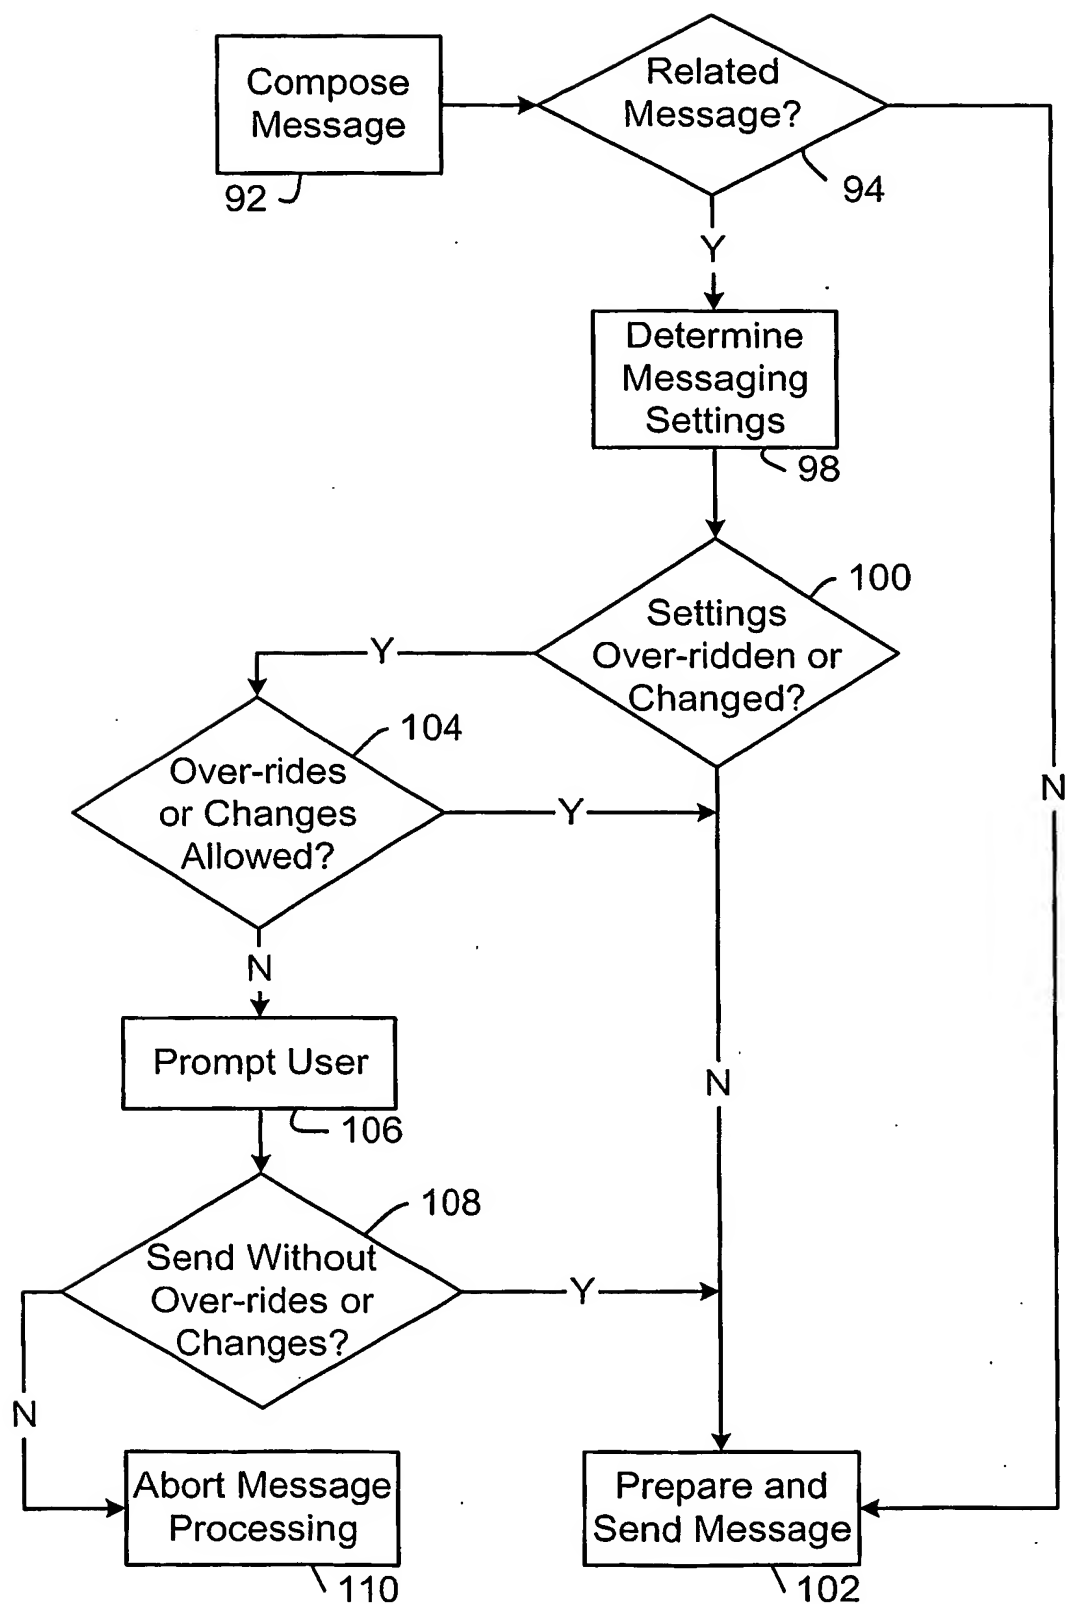 Compose
Message
92
Related
Message?
94
Y
Determine
Messaging
Settings
98
Settings
Over-ridden or
Changed?
100
Y
Over-rides
or Changes
Allowed?
104
Y
N
N
Prompt User
106
N
Send Without
Over-rides or
Changes?
108
Y
N
Abort Message
Processing
110
Prepare and
Send Message
102